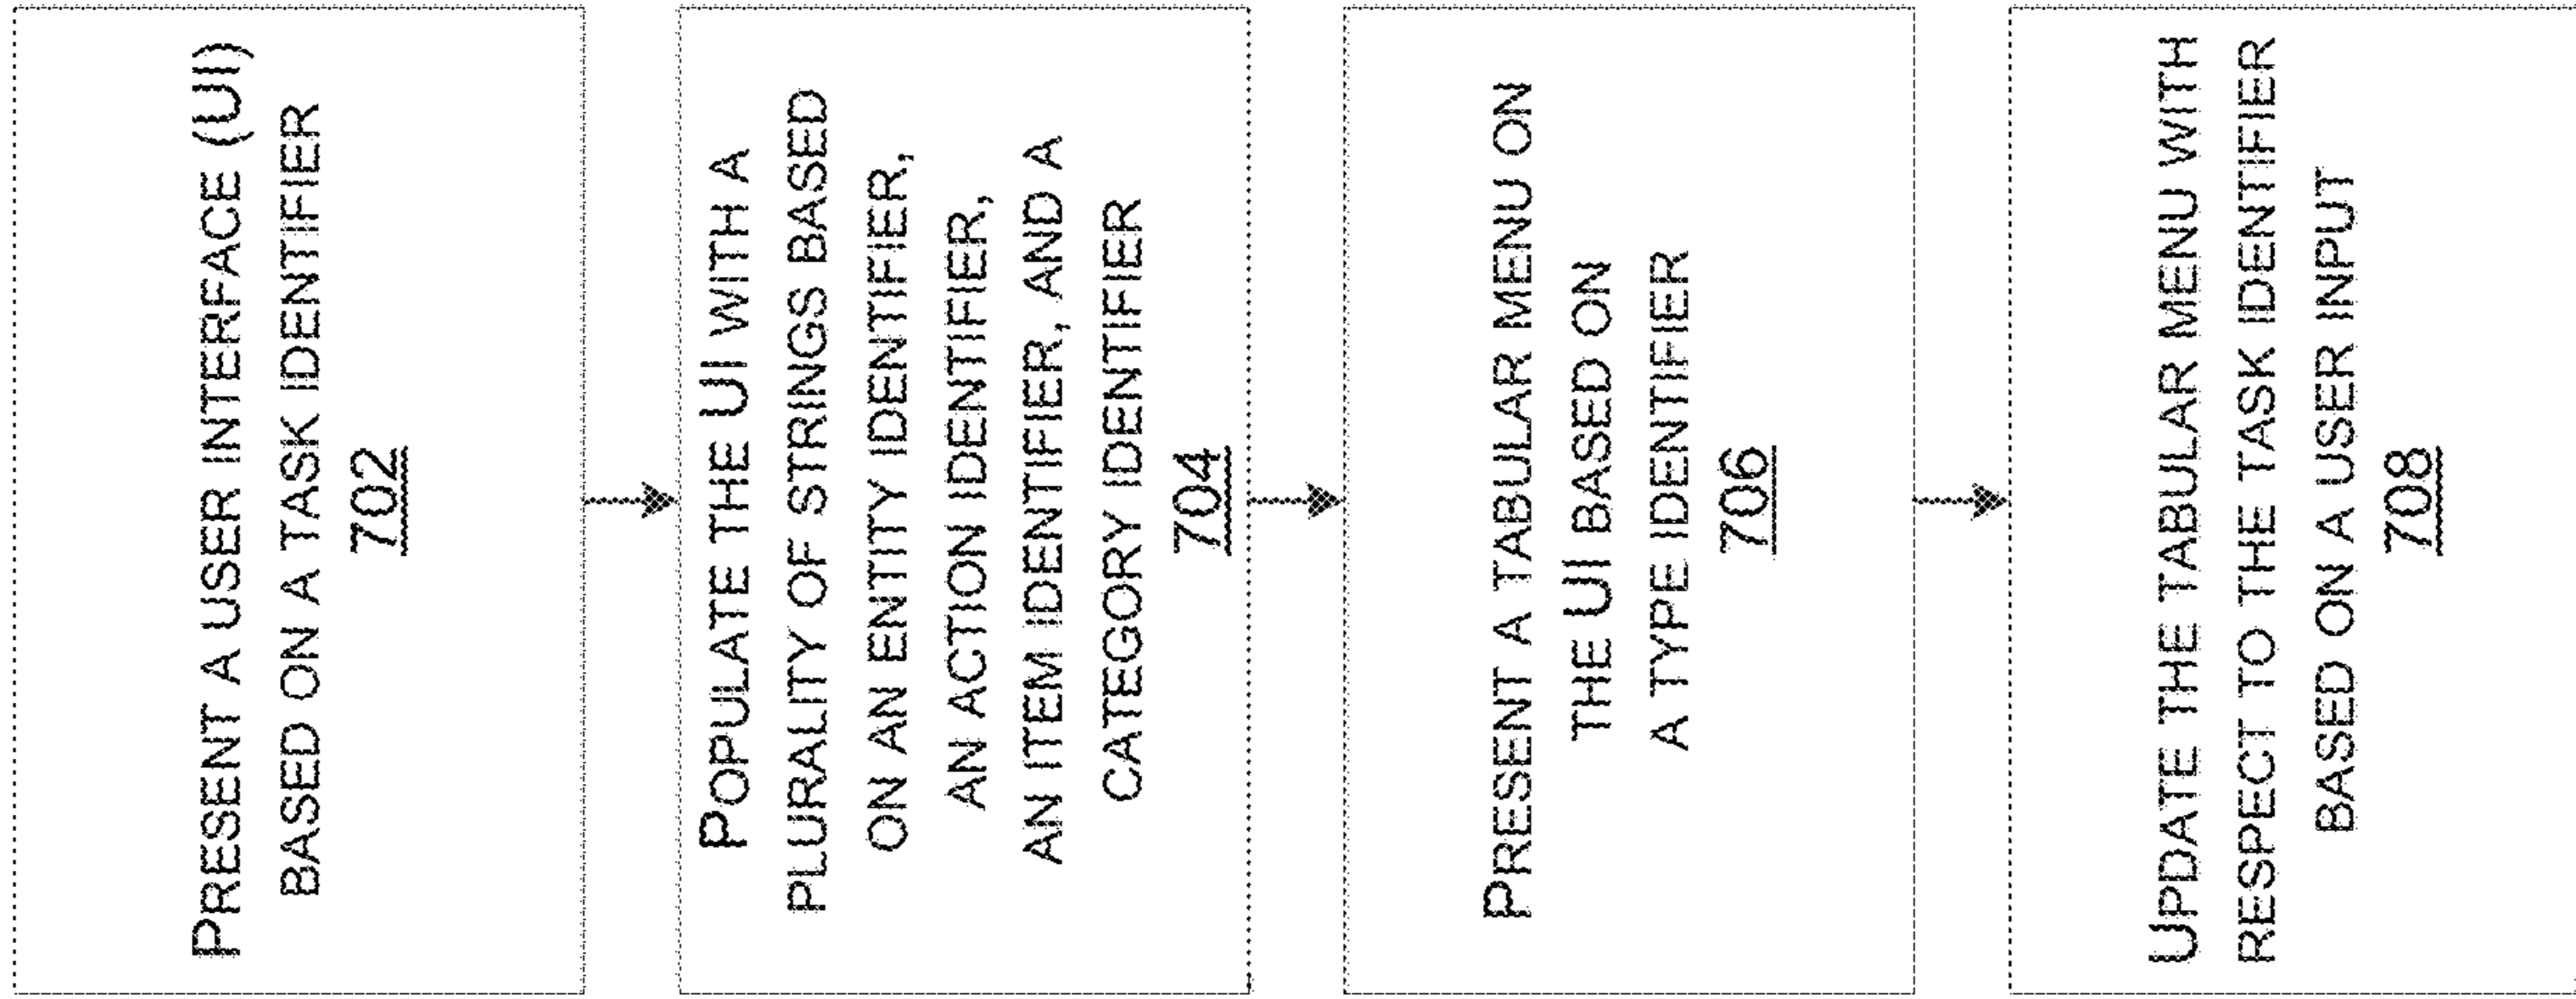 PRESENT A USER INTERFACE (UI)
BASED ON A TASK IDENTIFIER
702
POPULATE THE UI WITH A
PLURALITY OF STRINGS BASED
ON AN ENTITY IDENTIFIER,
AN ACTION IDENTIFIER,
AN ITEM IDENTIFIER, AND A
CATEGORY IDENTIFIER
704
PRESENT A TABULAR MENU ON
THE UI BASED ON
A TYPE IDENTIFIER
706
UPDATE THE TABULAR MENU WITH
RESPECT TO THE TASK IDENTIFIER
BASED ON A USER INPUT
708